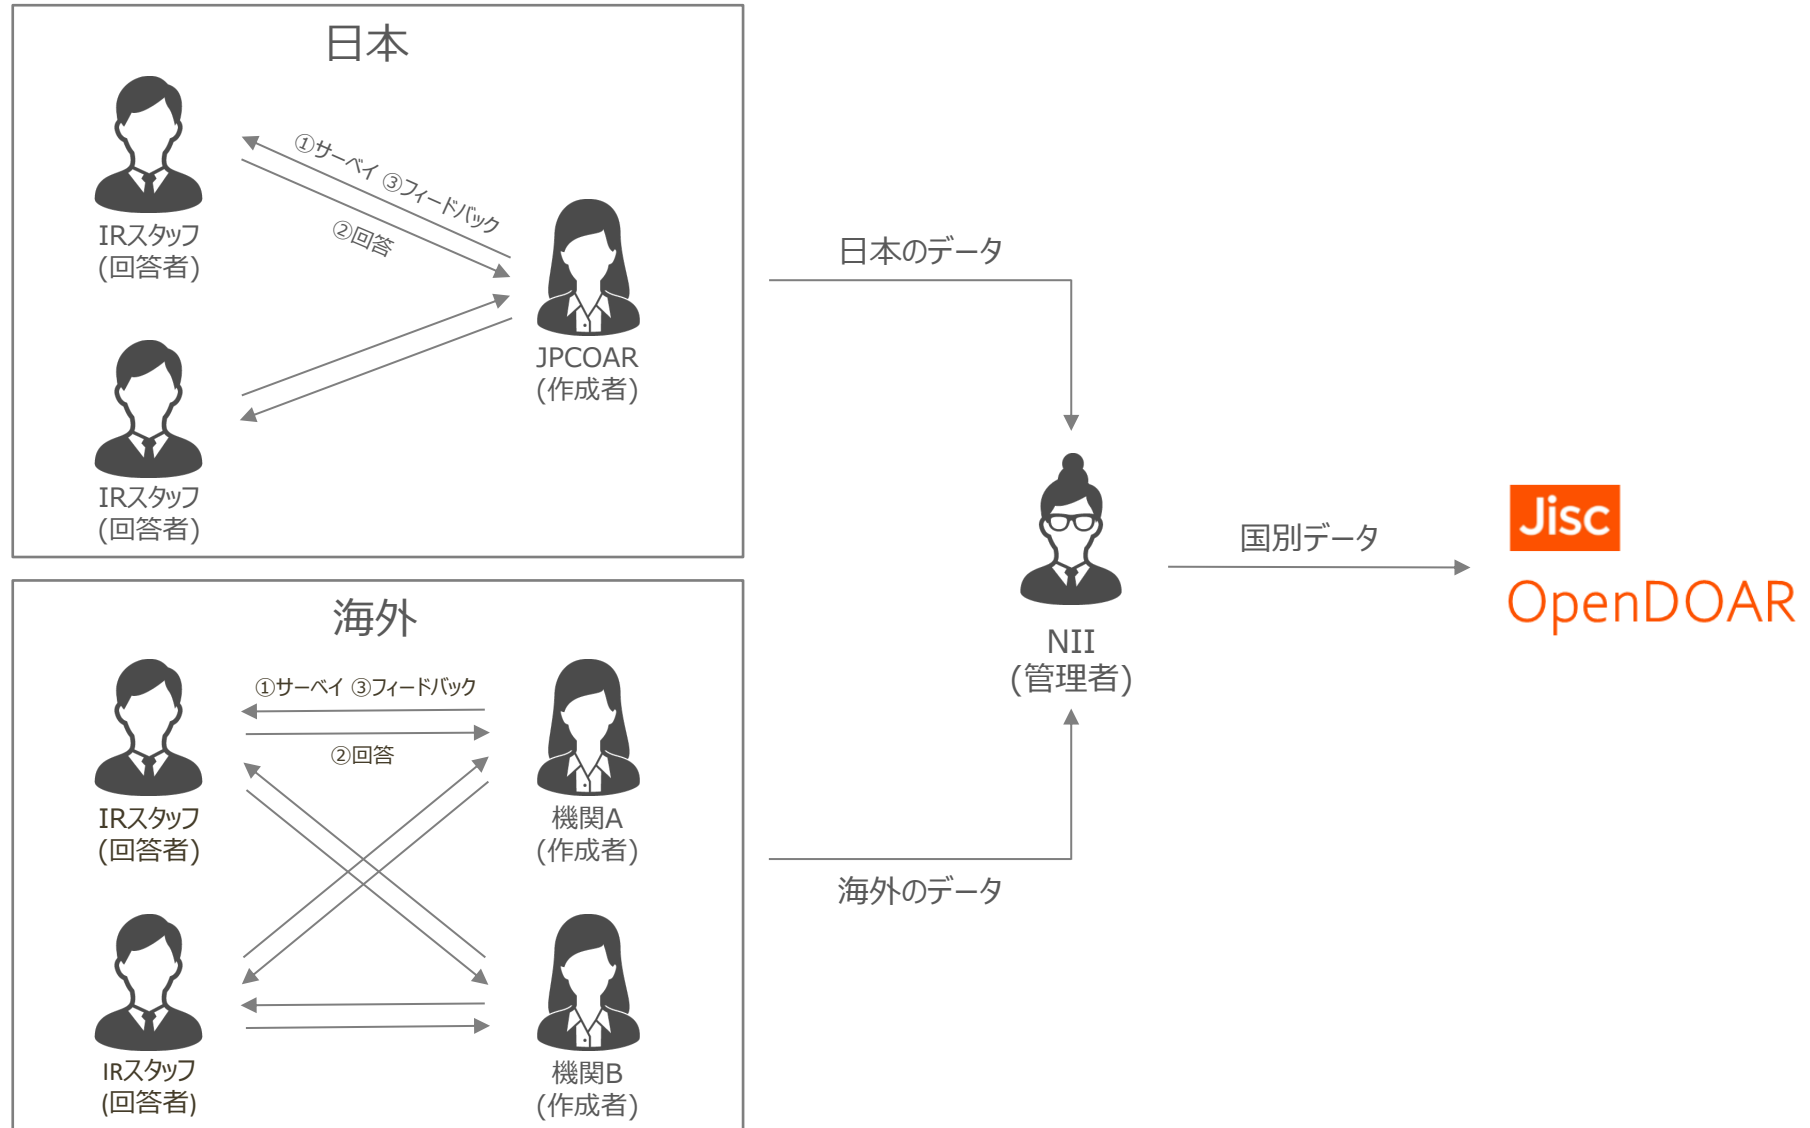 日本
①サーベイ ③フィードバック
②回答
IRスタッフ
(回答者)
JPCOAR
(作成者)
IRスタッフ
(回答者)
海外
①サーベイ ③フィードバック
②回答
IRスタッフ
(回答者)
機関A
(作成者)
IRスタッフ
(回答者)
機関B
(作成者)
日本のデータ
NII
(管理者)
海外のデータ
国別データ
Jisc
OpenDOAR